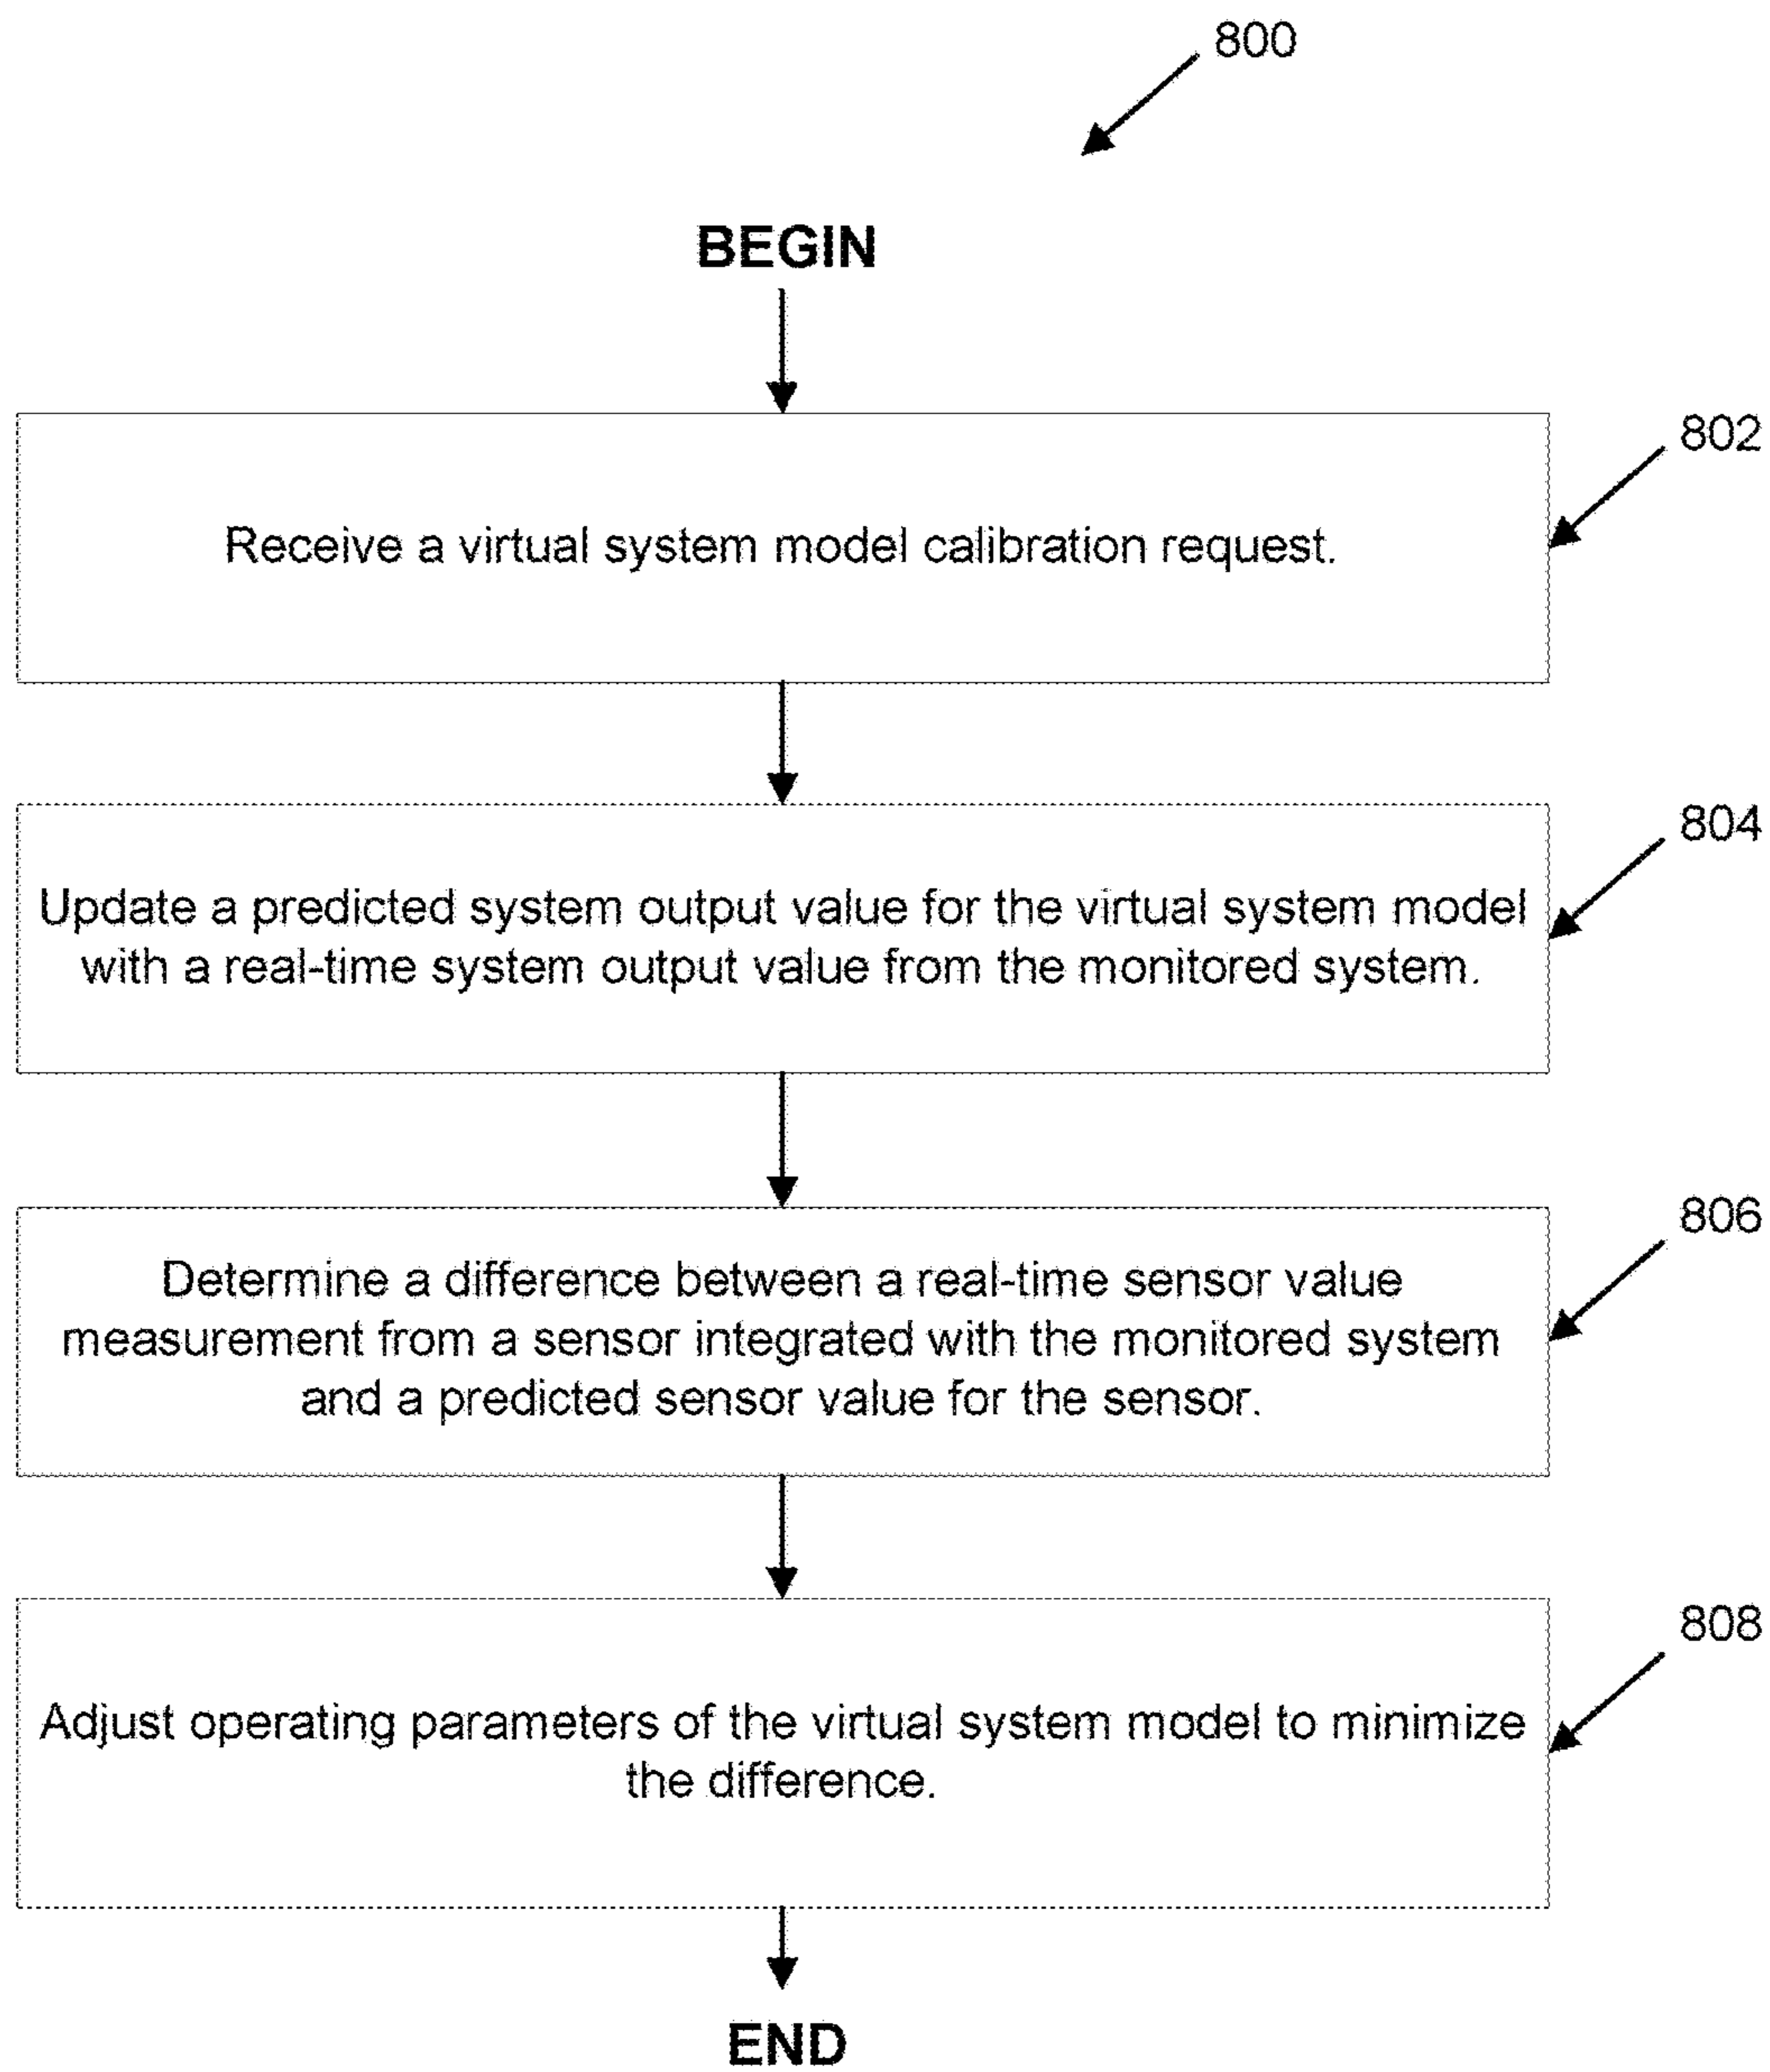 800
BEGIN
802
Receive a virtual system model calibration request.
804
Update a predicted system output value for the virtual system model
with a real-time system output value from the monitored system.
806
Determine a difference between a real-time sensor value
measurement from a sensor integrated with the monitored system
and a predicted sensor value for the sensor.
808
Adjust operating parameters of the virtual system model to minimize
the difference.
END